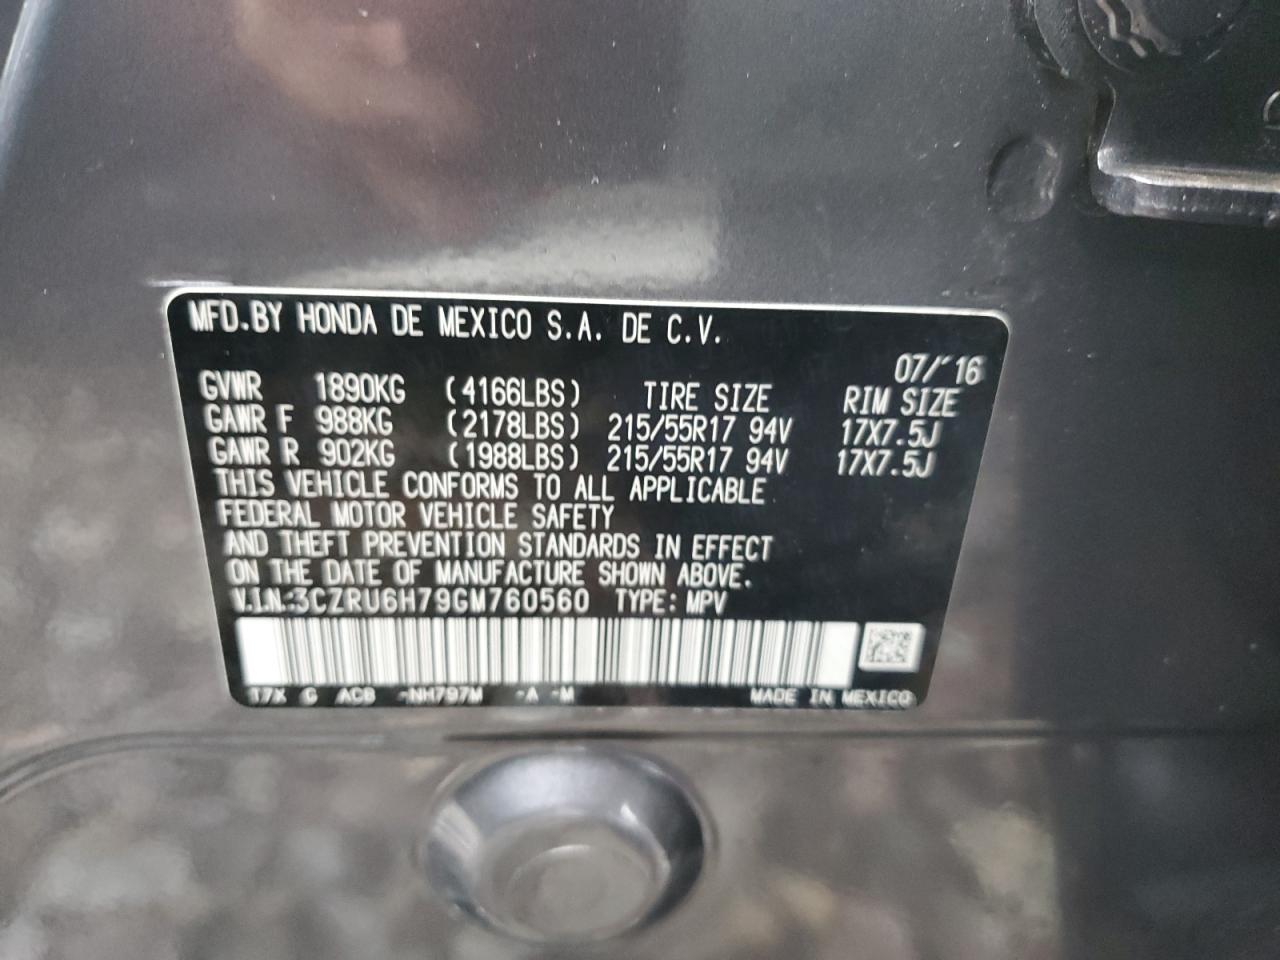 MFD.BY HONDA DE MEXICO S.A. DE C.V.
07/'16
GVWR 1890KG (4166LBS) TIRE SIZE RIM SIZE
GAWR F 988KG (2178LBS) 215/55R17 94V 17X7.5J
GAWR R 902KG (1988LBS) 215/55R17 94V 17X7.5J
THIS VEHICLE CONFORMS TO ALL APPLICABLE
FEDERAL MOTOR VEHICLE SAFETY
AND THEFT PREVENTION STANDARDS IN EFFECT
ON THE DATE OF MANUFACTURE SHOWN ABOVE.
V.I.N.:3CZRU6H79GM760560 TYPE: MPV
T7X G AC8 -NH797M -A -M MADE IN MEXICO